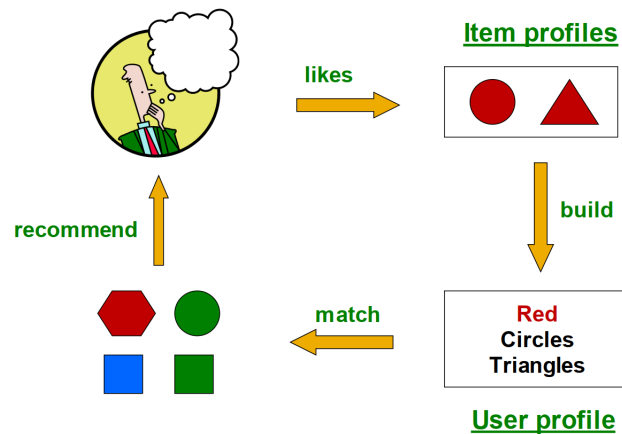 Item profiles
likes
build
recommend
match
Red
Circles
Triangles
User profile